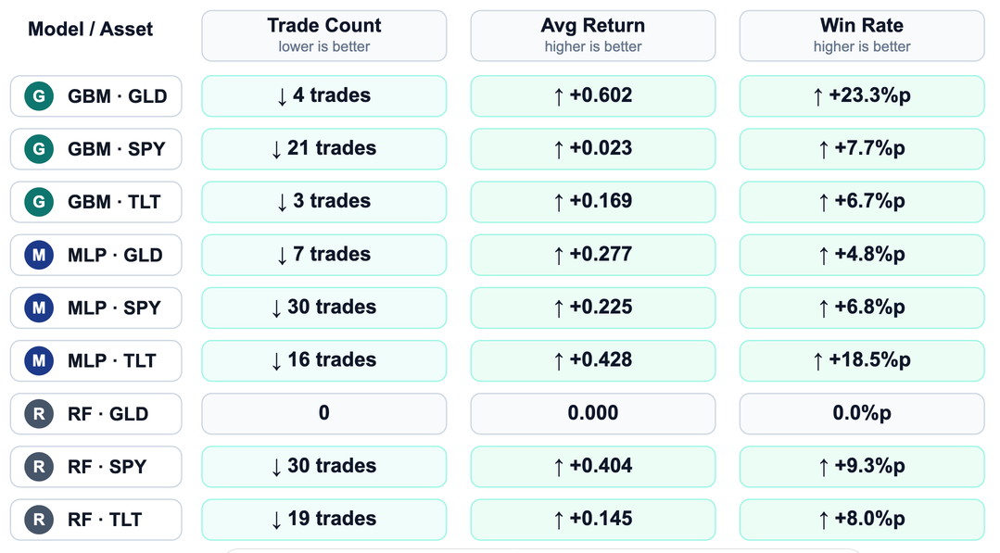 Model / Asset
Trade Count
lower is better
Avg Return
higher is better
Win Rate
higher is better
G GBM · GLD ↓ 4 trades ↑ +0.602 ↑ +23.3%p
G GBM · SPY ↓ 21 trades ↑ +0.023 ↑ +7.7%p
G GBM · TLT ↓ 3 trades ↑ +0.169 ↑ +6.7%p
M MLP · GLD ↓ 7 trades ↑ +0.277 ↑ +4.8%p
M MLP · SPY ↓ 30 trades ↑ +0.225 ↑ +6.8%p
M MLP · TLT ↓ 16 trades ↑ +0.428 ↑ +18.5%p
R RF · GLD 0 0.000 0.0%p
R RF · SPY ↓ 30 trades ↑ +0.404 ↑ +9.3%p
R RF · TLT ↓ 19 trades ↑ +0.145 ↑ +8.0%p